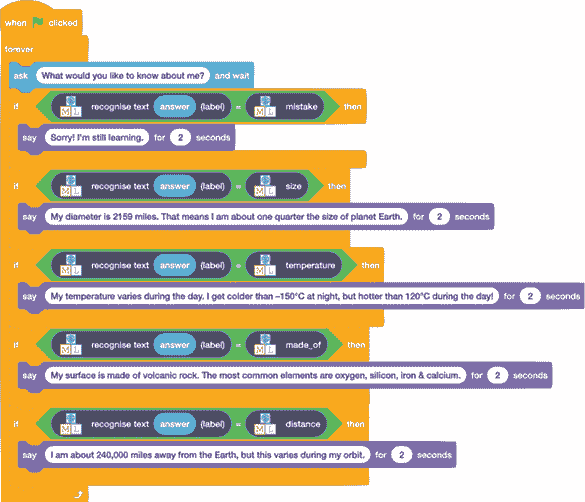 when clicked
forever
ask What would you like to know about me? and wait
if ML recognise text answer (label) = ML mistake then
say Sorry! I'm still learning. for 2 seconds
if ML recognise text answer (label) = ML size then
say My diameter is 2159 miles. That means I am about one quarter the size of planet Earth. for 2 seconds
if ML recognise text answer (label) = ML temperature then
say My temperature varies during the day. I get colder than –150°C at night, but hotter than 120°C during the day! for 2 seconds
if ML recognise text answer (label) = ML made_of then
say My surface is made of volcanic rock. The most common elements are oxygen, silicon, iron & calcium. for 2 seconds
if ML recognise text answer (label) = ML distance then
say I am about 240,000 miles away from the Earth, but this varies during my orbit. for 2 seconds